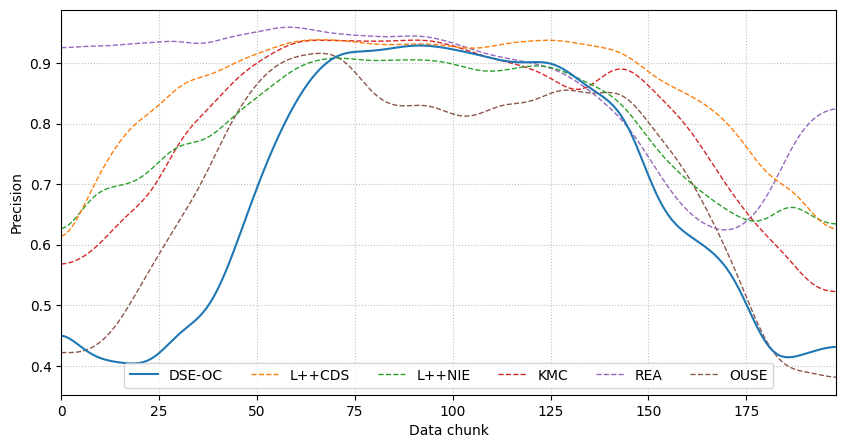 Precision
0.9
0.8
0.7
0.6
0.5
0.4
DSE-OC L++CDS L++NIE KMC REA OUSE
0 25 50 75 100 125 150 175
Data chunk